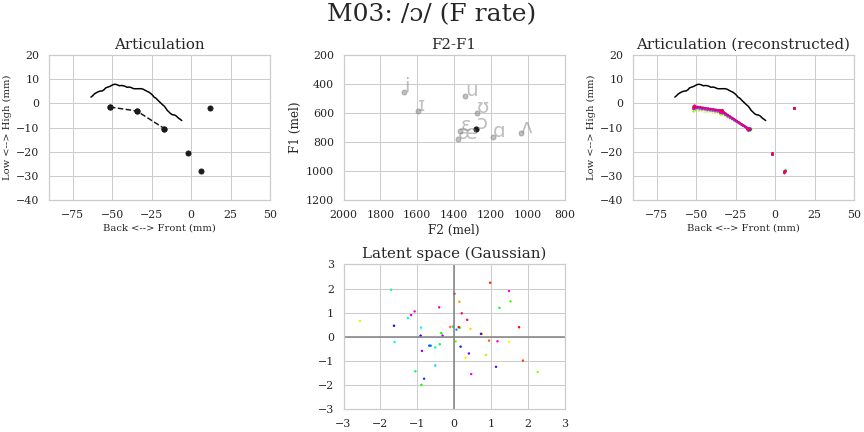 M03: /ɔ/ (F rate)
Articulation
F2-F1
Articulation (reconstructed)
Low <--> High (mm)
20
10
0
−10
−20
−30
−40
−75
−50
−25
0
25
50
Back <--> Front (mm)
F1 (mel)
200
400
600
800
1000
1200
i
u
ɪ
ʊ
ɛ
ɔ
æ
ɑ
ʌ
2000
1800
1600
1400
1200
1000
800
F2 (mel)
Low <--> High (mm)
20
10
0
−10
−20
−30
−40
−75
−50
−25
0
25
50
Back <--> Front (mm)
Latent space (Gaussian)
3
2
1
0
−1
−2
−3
−3
−2
−1
0
1
2
3